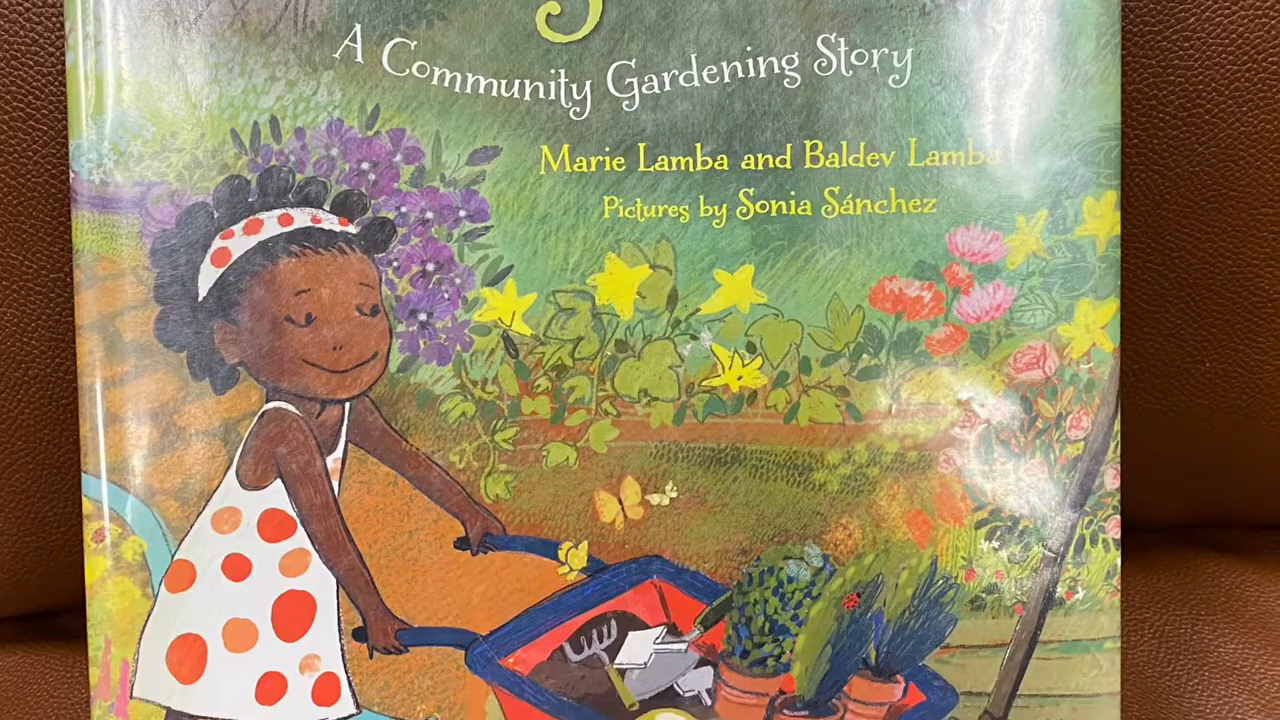 A Community Gardening Story
Marie Lamba and Baldev Lamba
Pictures by Sonia Sánchez